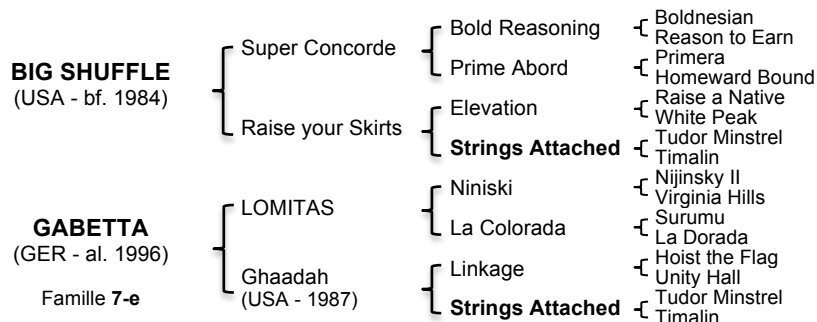 BIG SHUFFLE
(USA - bf. 1984)
Super Concorde
Bold Reasoning
Boldnesian
Reason to Earn
Prime Abord
Primera
Homeward Bound
Raise your Skirts
Elevation
Raise a Native
White Peak
Strings Attached
Tudor Minstrel
Timalin
GABETTA
(GER - al. 1996)
Famille 7-e
LOMITAS
Niniski
Nijinsky II
Virginia Hills
La Colorada
Surumu
La Dorada
Ghaadah
(USA - 1987)
Linkage
Hoist the Flag
Unity Hall
Strings Attached
Tudor Minstrel
Timalin